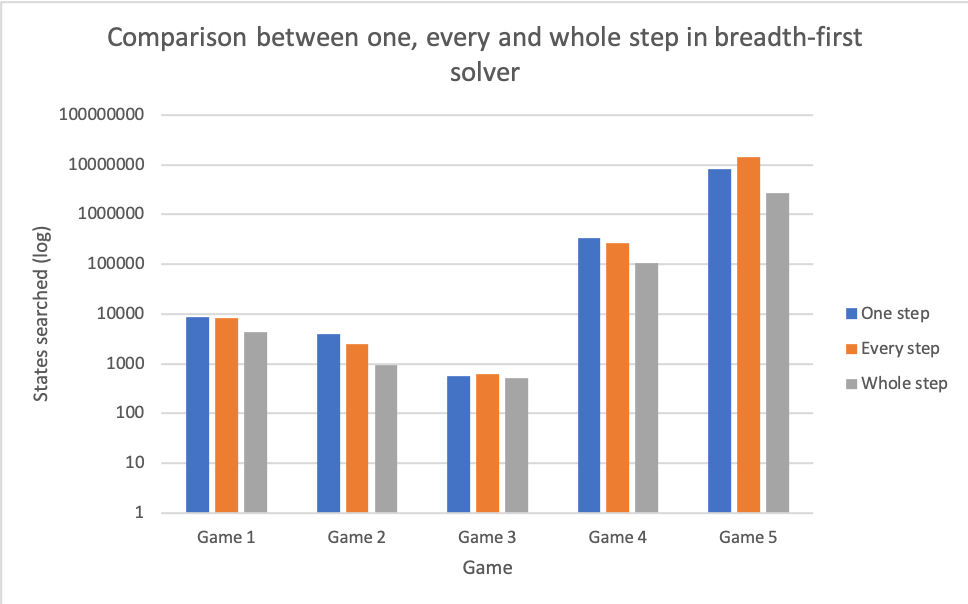 Comparison between one, every and whole step in breadth-first
solver
100000000
10000000
1000000
100000
10000
1000
100
10
1
States searched (log)
Game 1
Game 2
Game 3
Game 4
Game 5
Game
One step
Every step
Whole step